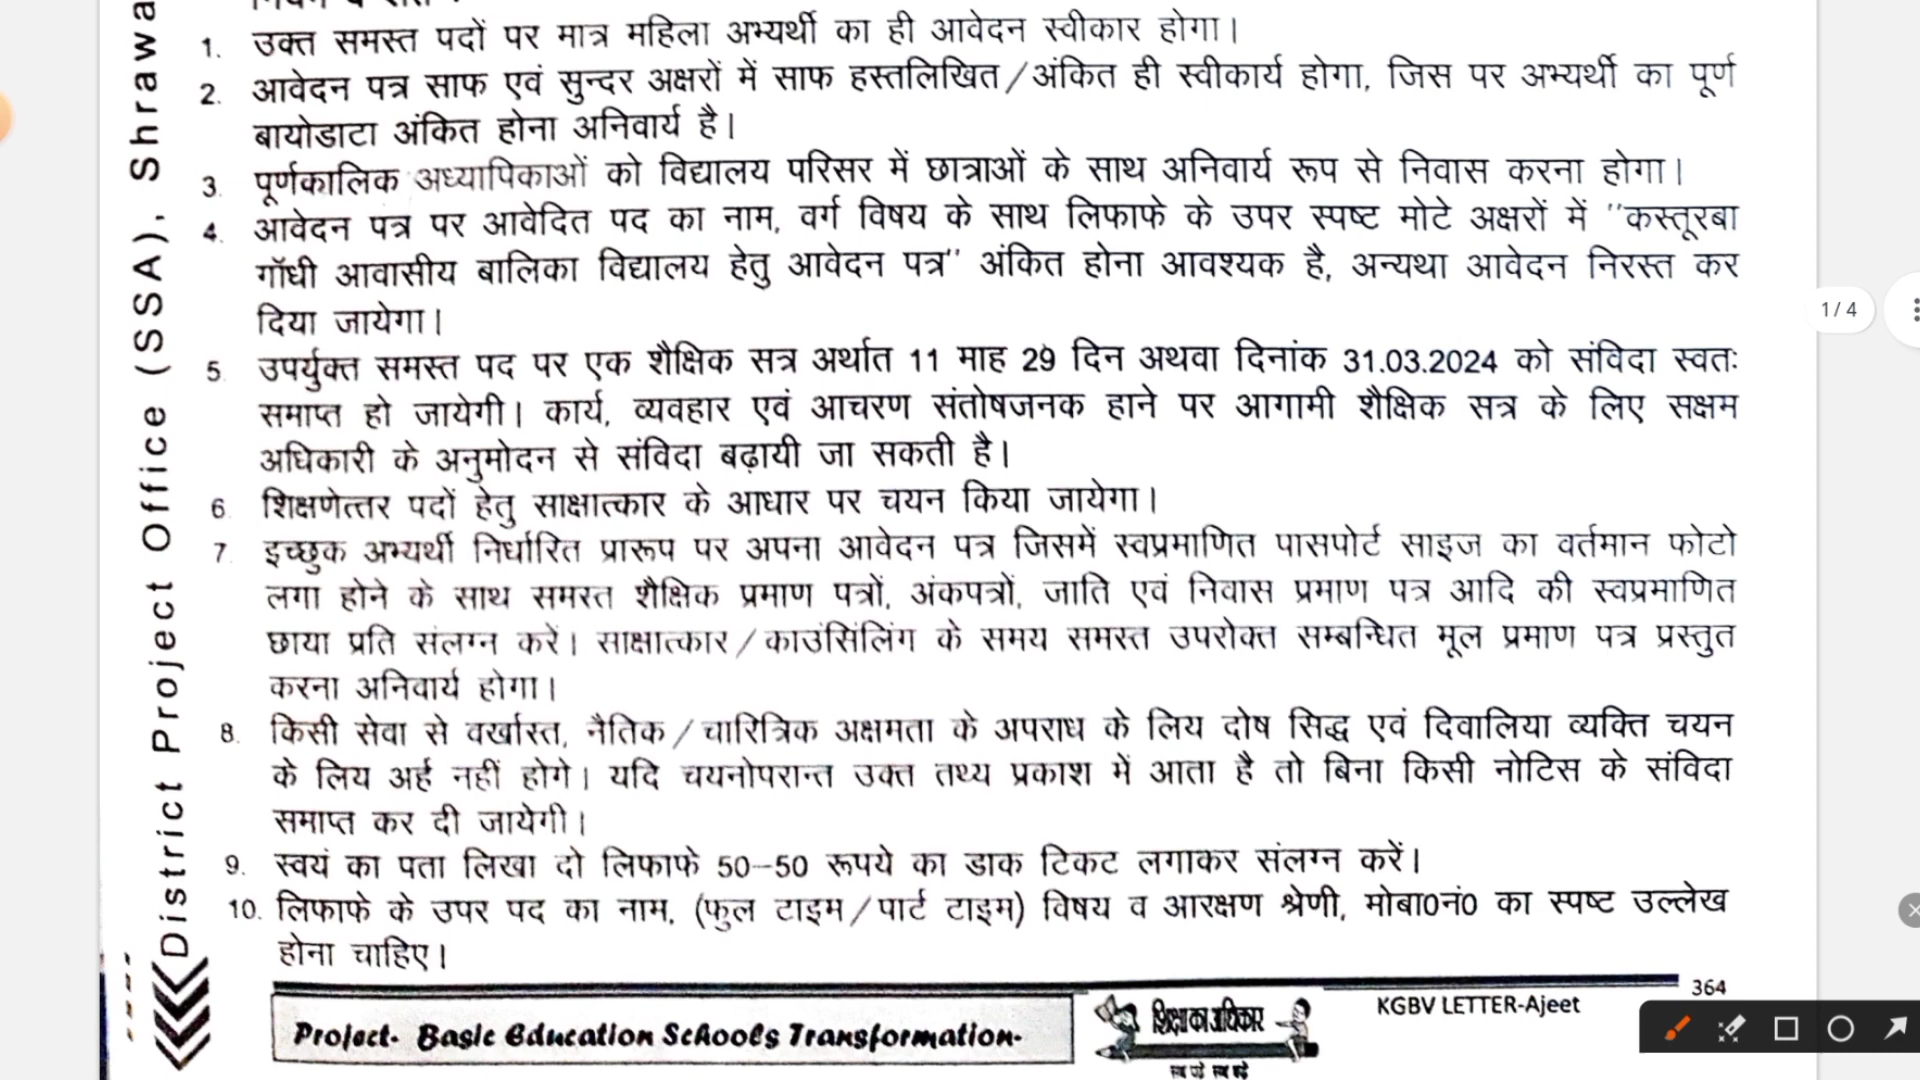 District Project Office (SSA), Shrawa
1. उक्त समस्त पदों पर मात्र महिला अभ्यर्थी का ही आवेदन स्वीकार होगा।
2. आवेदन पत्र साफ एवं सुन्दर अक्षरों में साफ हस्तलिखित/अंकित ही स्वीकार्य होगा, जिस पर अभ्यर्थी का पूर्ण
बायोडाटा अंकित होना अनिवार्य है।
3. पूर्णकालिक अध्यापिकाओं को विद्यालय परिसर में छात्राओं के साथ अनिवार्य रूप से निवास करना होगा।
4. आवेदन पत्र पर आवेदित पद का नाम, वर्ग विषय के साथ लिफाफे के उपर स्पष्ट मोटे अक्षरों में ''कस्तूरबा
गॉधी आवासीय बालिका विद्यालय हेतु आवेदन पत्र'' अंकित होना आवश्यक है, अन्यथा आवेदन निरस्त कर
दिया जायेगा।
5. उपर्युक्त समस्त पद पर एक शैक्षिक सत्र अर्थात 11 माह 29 दिन अथवा दिनांक 31.03.2024 को संविदा स्वतः
समाप्त हो जायेगी। कार्य, व्यवहार एवं आचरण संतोषजनक हाने पर आगामी शैक्षिक सत्र के लिए सक्षम
अधिकारी के अनुमोदन से संविदा बढ़ायी जा सकती है।
6. शिक्षणेत्तर पदों हेतु साक्षात्कार के आधार पर चयन किया जायेगा।
7. इच्छुक अभ्यर्थी निर्धारित प्रारूप पर अपना आवेदन पत्र जिसमें स्वप्रमाणित पासपोर्ट साइज का वर्तमान फोटो
लगा होने के साथ समस्त शैक्षिक प्रमाण पत्रों, अंकपत्रों, जाति एवं निवास प्रमाण पत्र आदि की स्वप्रमाणित
छाया प्रति संलग्न करें। साक्षात्कार/काउंसिंलिंग के समय समस्त उपरोक्त सम्बन्धित मूल प्रमाण पत्र प्रस्तुत
करना अनिवार्य होगा।
8. किसी सेवा से वर्खास्त, नैतिक/चारित्रिक अक्षमता के अपराध के लिय दोष सिद्ध एवं दिवालिया व्यक्ति चयन
के लिय अर्ह नहीं होगे। यदि चयनोपरान्त उक्त तथ्य प्रकाश में आता है तो बिना किसी नोटिस के संविदा
समाप्त कर दी जायेगी।
9. स्वयं का पता लिखा दो लिफाफे 50–50 रूपये का डाक टिकट लगाकर संलग्न करें।
10. लिफाफे के उपर पद का नाम, (फुल टाइम/पार्ट टाइम) विषय व आरक्षण श्रेणी, मोबा0नं0 का स्पष्ट उल्लेख
होना चाहिए।
1/4
364
KGBV LETTER-Ajeet
Project- Basic Education Schools Transformation-
शिक्षा का अधिकार
सब पढ़ें सब बढ़ें